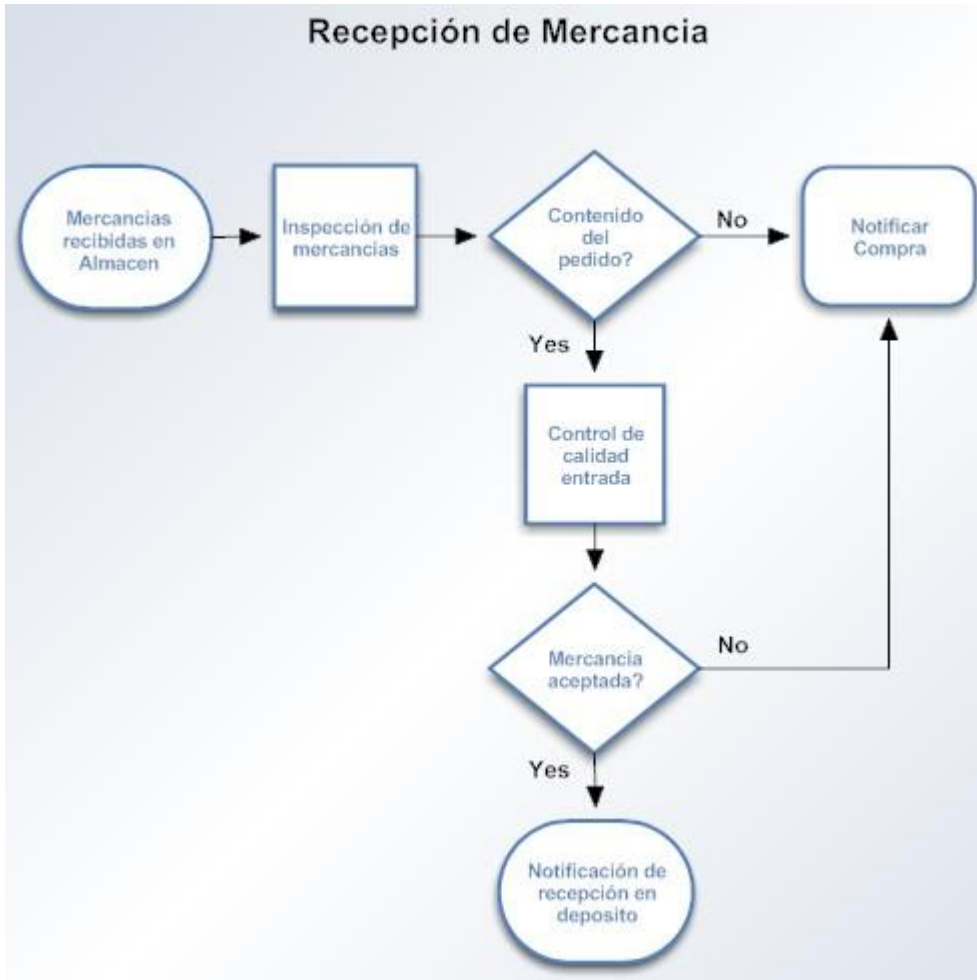 Recepción de Mercancia
Mercancias
recibidas en
Almacen
Inspección de
mercancias
Contenido
del
pedido?
No
Notificar
Compra
Yes
Control de
calidad
entrada
Mercancia
aceptada?
No
Yes
Notificación de
recepción en
deposito